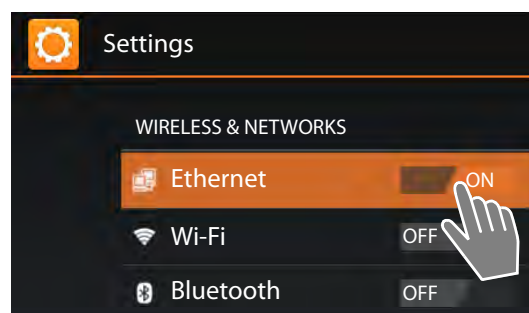 Settings
WIRELESS & NETWORKS
Ethernet ON
Wi-Fi OFF
Bluetooth OFF